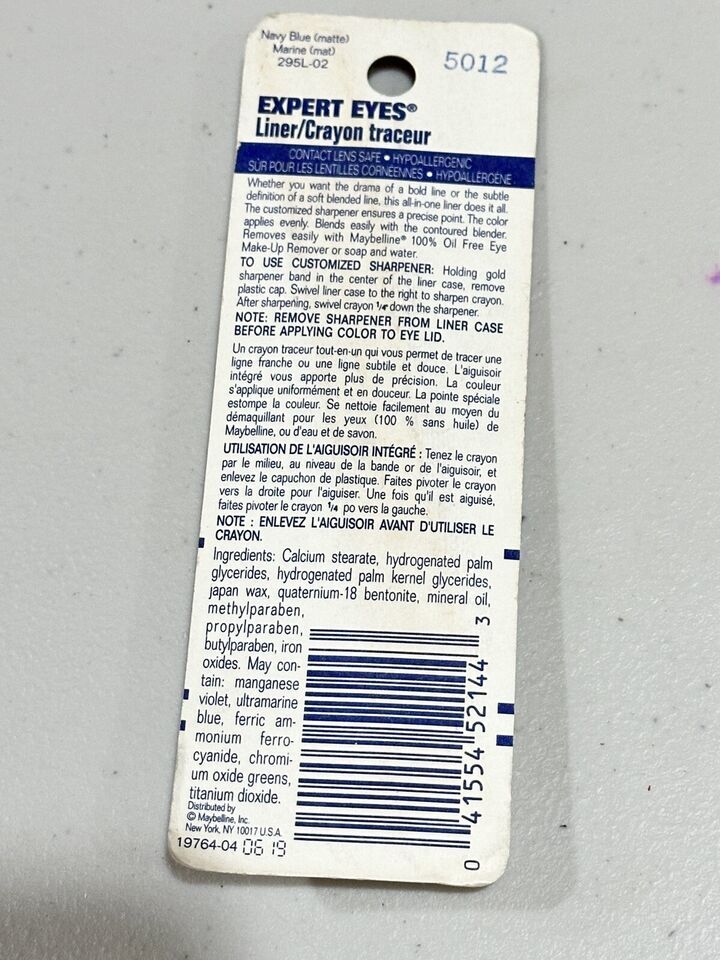 Navy Blue (matte)
Marine (mat)
295L-02
5012
EXPERT EYES®
Liner/Crayon traceur
CONTACT LENS SAFE • HYPOALLERGENIC
SÛR POUR LES LENTILLES CORNÉENNES • HYPOALLERGÈNE
Whether you want the drama of a bold line or the subtle
definition of a soft blended line, this all-in-one liner does it all.
The customized sharpener ensures a precise point. The color
applies evenly. Blends easily with the contoured blender.
Removes easily with Maybelline® 100% Oil Free Eye
Make-Up Remover or soap and water.
TO USE CUSTOMIZED SHARPENER: Holding gold
sharpener band in the center of the liner case, remove
plastic cap. Swivel liner case to the right to sharpen crayon.
After sharpening, swivel crayon 1/4" down the sharpener.
NOTE: REMOVE SHARPENER FROM LINER CASE
BEFORE APPLYING COLOR TO EYE LID.
Un crayon traceur tout-en-un qui vous permet de tracer une
ligne franche ou une ligne subtile et douce. L'aiguisoir
intégré vous apporte plus de précision. La couleur
s'applique uniformément et en douceur. La pointe spéciale
estompe la couleur. Se nettoie facilement au moyen du
démaquillant pour les yeux (100 % sans huile) de
Maybelline, ou d'eau et de savon.
UTILISATION DE L'AIGUISOIR INTÉGRÉ : Tenez le crayon
par le milieu, au niveau de la bande or de l'aiguisoir, et
enlevez le capuchon de plastique. Faites pivoter le crayon
vers la droite pour l'aiguiser. Une fois qu'il est aiguisé,
faites pivoter le crayon 1/4 po vers la gauche.
NOTE : ENLEVEZ L'AIGUISOIR AVANT D'UTILISER LE
CRAYON.
Ingredients: Calcium stearate, hydrogenated palm
glycerides, hydrogenated palm kernel glycerides,
japan wax, quaternium-18 bentonite, mineral oil,
methylparaben,
propylparaben,
butylparaben, iron
oxides. May con-
tain: manganese
violet, ultramarine
blue, ferric am-
monium ferro-
cyanide, chromi-
um oxide greens,
titanium dioxide.
Distributed by
© Maybelline, Inc.
New York, NY 10017 U.S.A.
19764-04 06 19
0 41554 52144 3